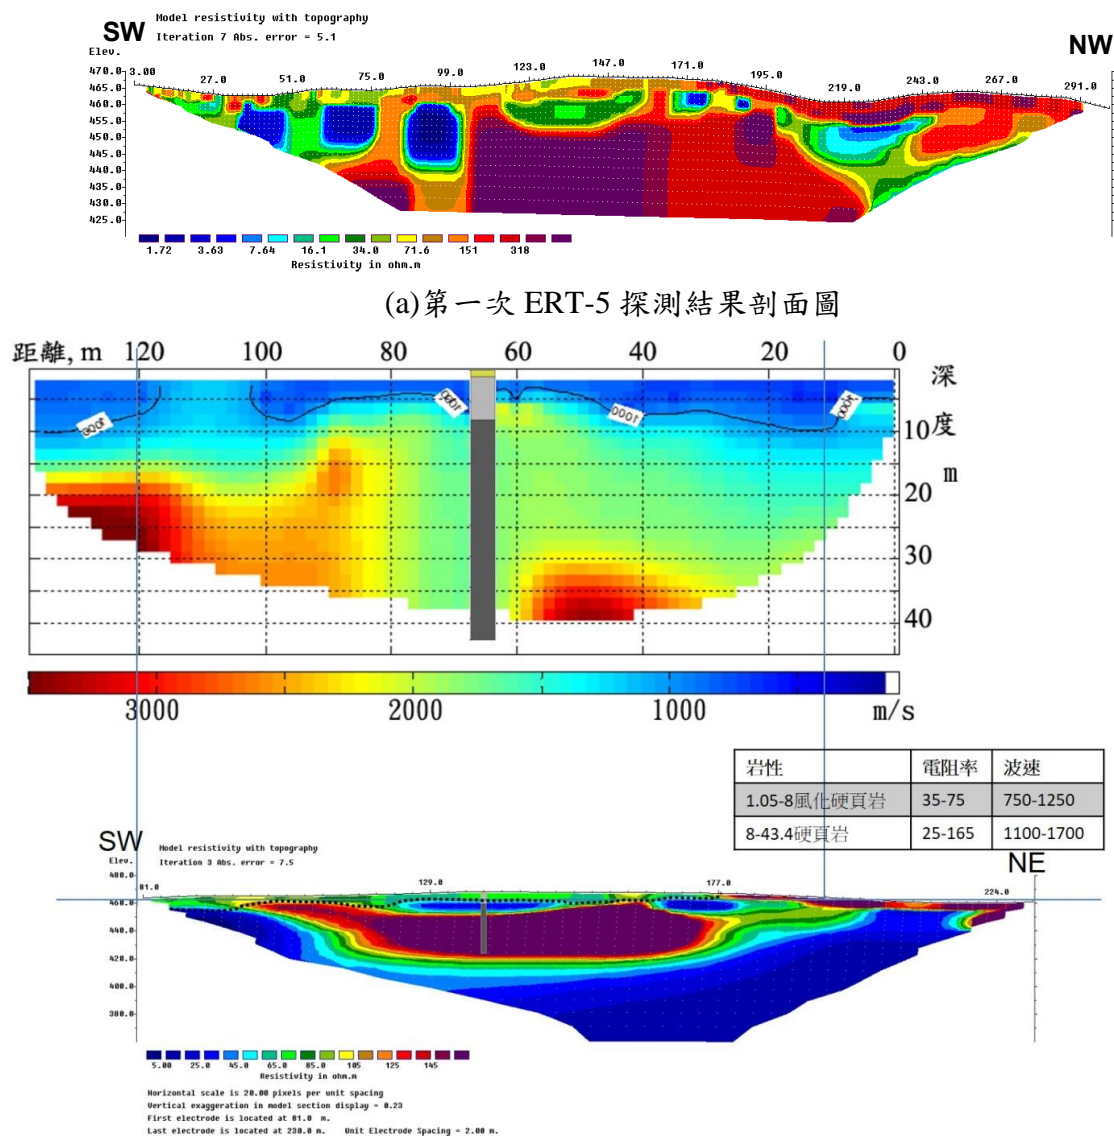 SW Model resistivity with topography
Iteration 7 Abs. error = 5.1
NW
Elev.
3.00 27.0 51.0 75.0 99.0 123.0 147.0 171.0 195.0 219.0 243.0 267.0 291.0
470.0
465.0
460.0
455.0
450.0
445.0
440.0
435.0
430.0
425.0
1.72 3.63 7.64 16.1 34.0 71.6 151 318
Resistivity in ohm.m
(a)第一次 ERT-5 探測結果剖面圖
距離, m 120 100 80 60 40 20 0
深度 m
1000 1000 1000 1000
10
20
30
40
3000 2000 1000 m/s
岩性 電阻率 波速
1.05-8風化硬頁岩 35-75 750-1250
8-43.4硬頁岩 25-165 1100-1700
SW Model resistivity with topography
Iteration 3 Abs. error = 7.5
NE
Elev.
480.0
81.0 129.0 177.0 224.0
460.0
440.0
420.0
400.0
380.0
5.00 25.0 45.0 65.0 85.0 105 125 145
Resistivity in ohm.m
Horizontal scale is 20.00 pixels per unit spacing
Vertical exaggeration in model section display = 0.23
First electrode is located at 81.0 m.
Last electrode is located at 230.0 m. Unit Electrode Spacing = 2.00 m.